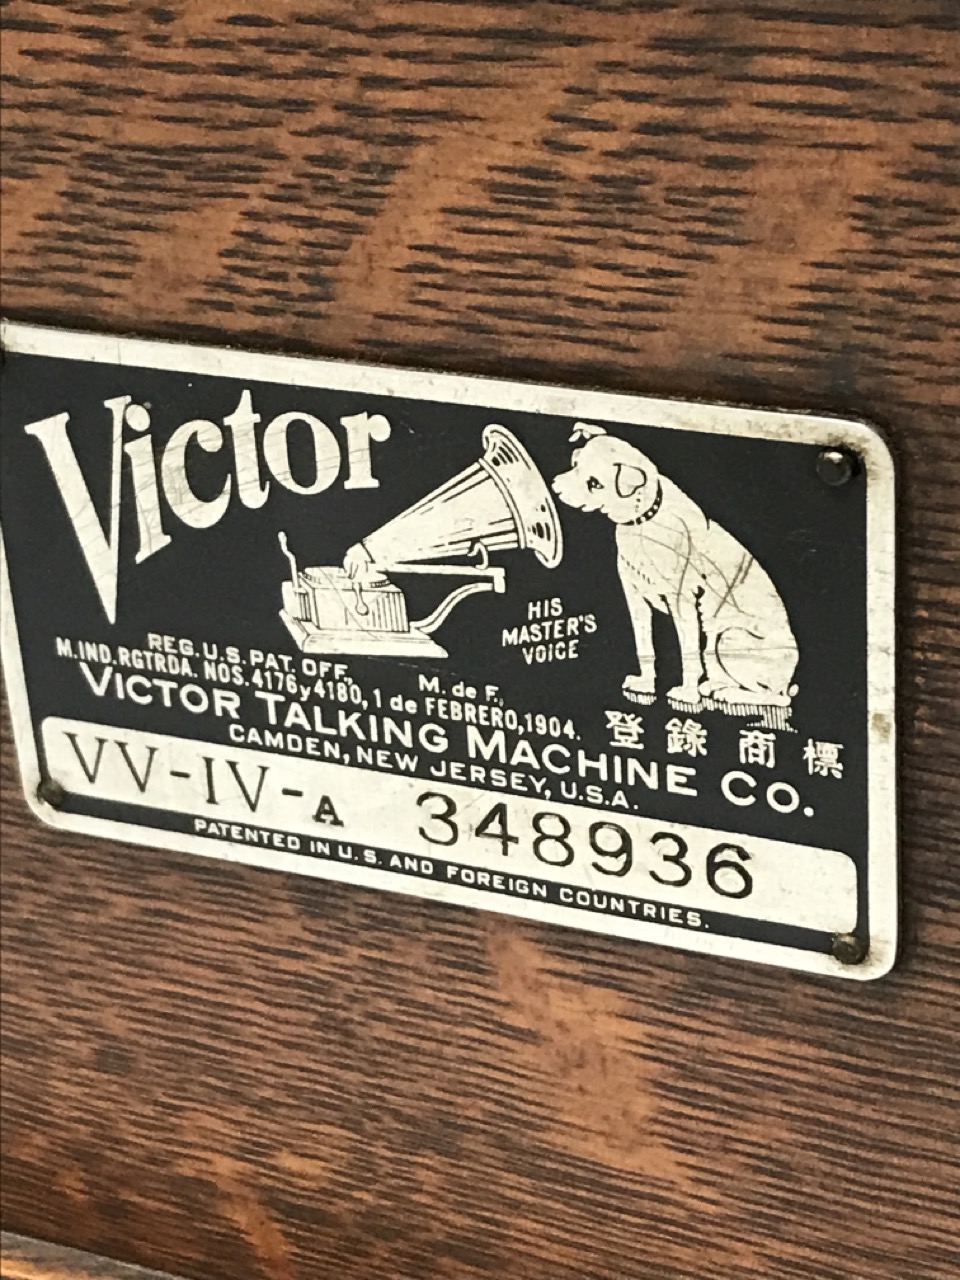 Victor
HIS
MASTER'S
VOICE
REG. U.S. PAT. OFF.,
M. de F.,
M. IND. RGTRDA. NOS. 4176 y 4180, 1 de FEBRERO, 1904.
登錄商標
VICTOR TALKING MACHINE CO.
CAMDEN, NEW JERSEY, U.S.A.
VV-IV-A 348936
PATENTED IN U.S. AND FOREIGN COUNTRIES.